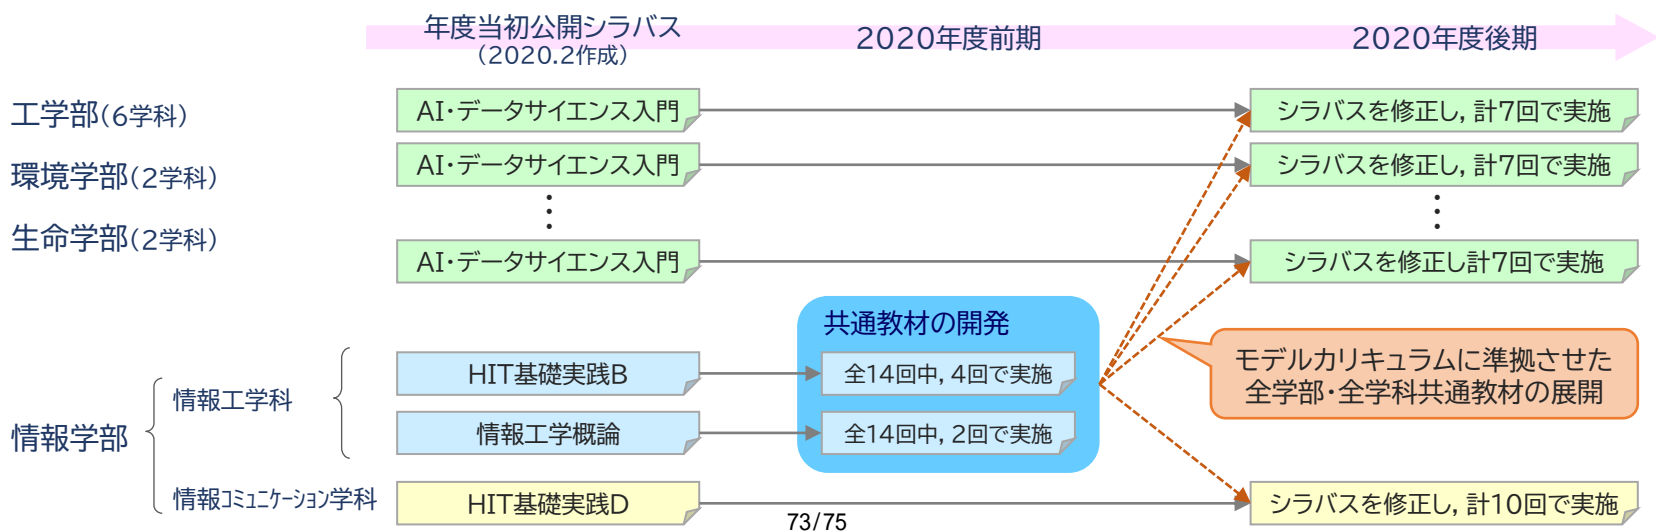 年度当初公開シラバス
(2020.2作成)
2020年度前期
2020年度後期
工学部(6学科)
AI・データサイエンス入門
シラバスを修正し, 計7回で実施
環境学部(2学科)
AI・データサイエンス入門
シラバスを修正し, 計7回で実施
生命学部(2学科)
AI・データサイエンス入門
シラバスを修正し計7回で実施
共通教材の開発
情報学部
情報工学科
HIT基礎実践B
全14回中, 4回で実施
情報工学概論
全14回中, 2回で実施
モデルカリキュラムに準拠させた
全学部・全学科共通教材の展開
情報コミュニケーション学科
HIT基礎実践D
シラバスを修正し, 計10回で実施
73/75